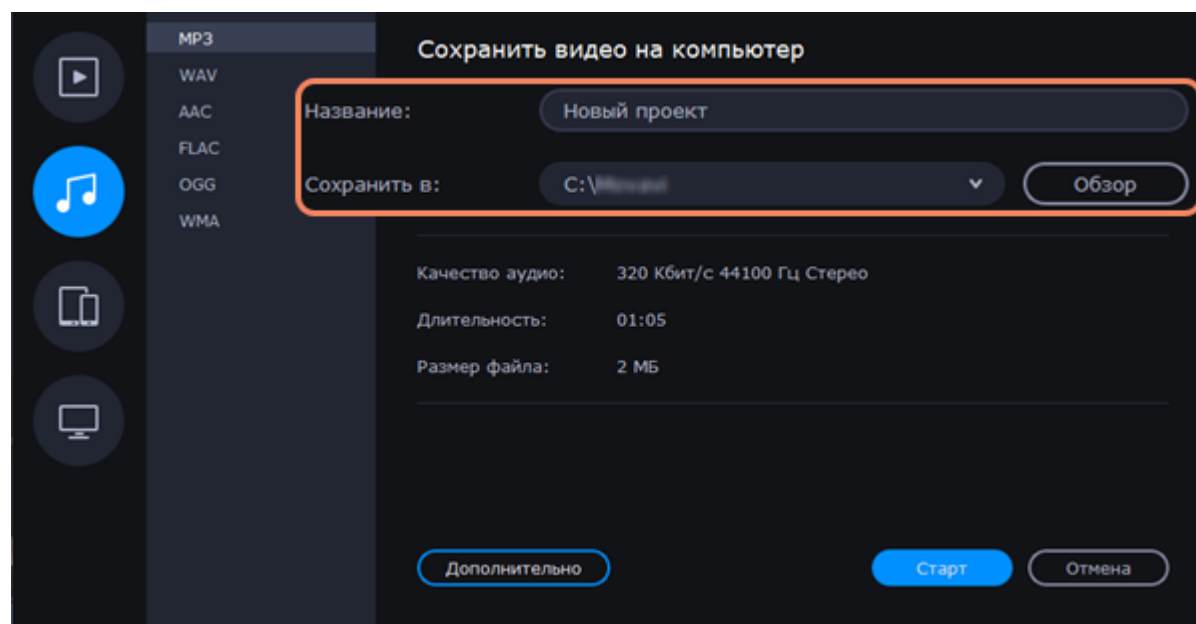 MP3
WAV
AAC
FLAC
OGG
WMA
Сохранить видео на компьютер
Название: Новый проект
Сохранить в: C:\ Обзор
Качество аудио: 320 Кбит/с 44100 Гц Стерео
Длительность: 01:05
Размер файла: 2 МБ
Дополнительно Старт Отмена